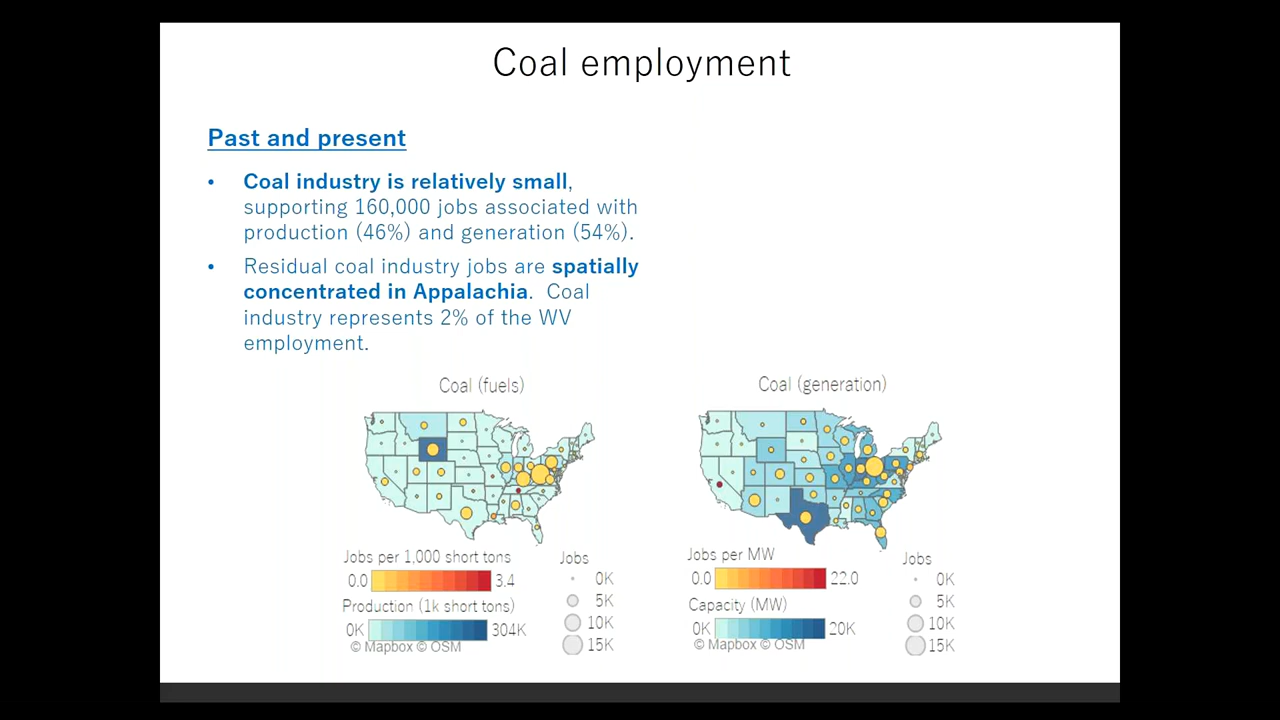 Coal employment
Past and present
• Coal industry is relatively small,
supporting 160,000 jobs associated with
production (46%) and generation (54%).
• Residual coal industry jobs are spatially
concentrated in Appalachia. Coal
industry represents 2% of the WV
employment.
Coal (fuels)
Jobs per 1,000 short tons
0.0 3.4
Production (1k short tons)
0K 304K
© Mapbox © OSM
Jobs
0K
5K
10K
15K
Coal (generation)
Jobs per MW
0.0 22.0
Capacity (MW)
0K 20K
© Mapbox © OSM
Jobs
0K
5K
10K
15K